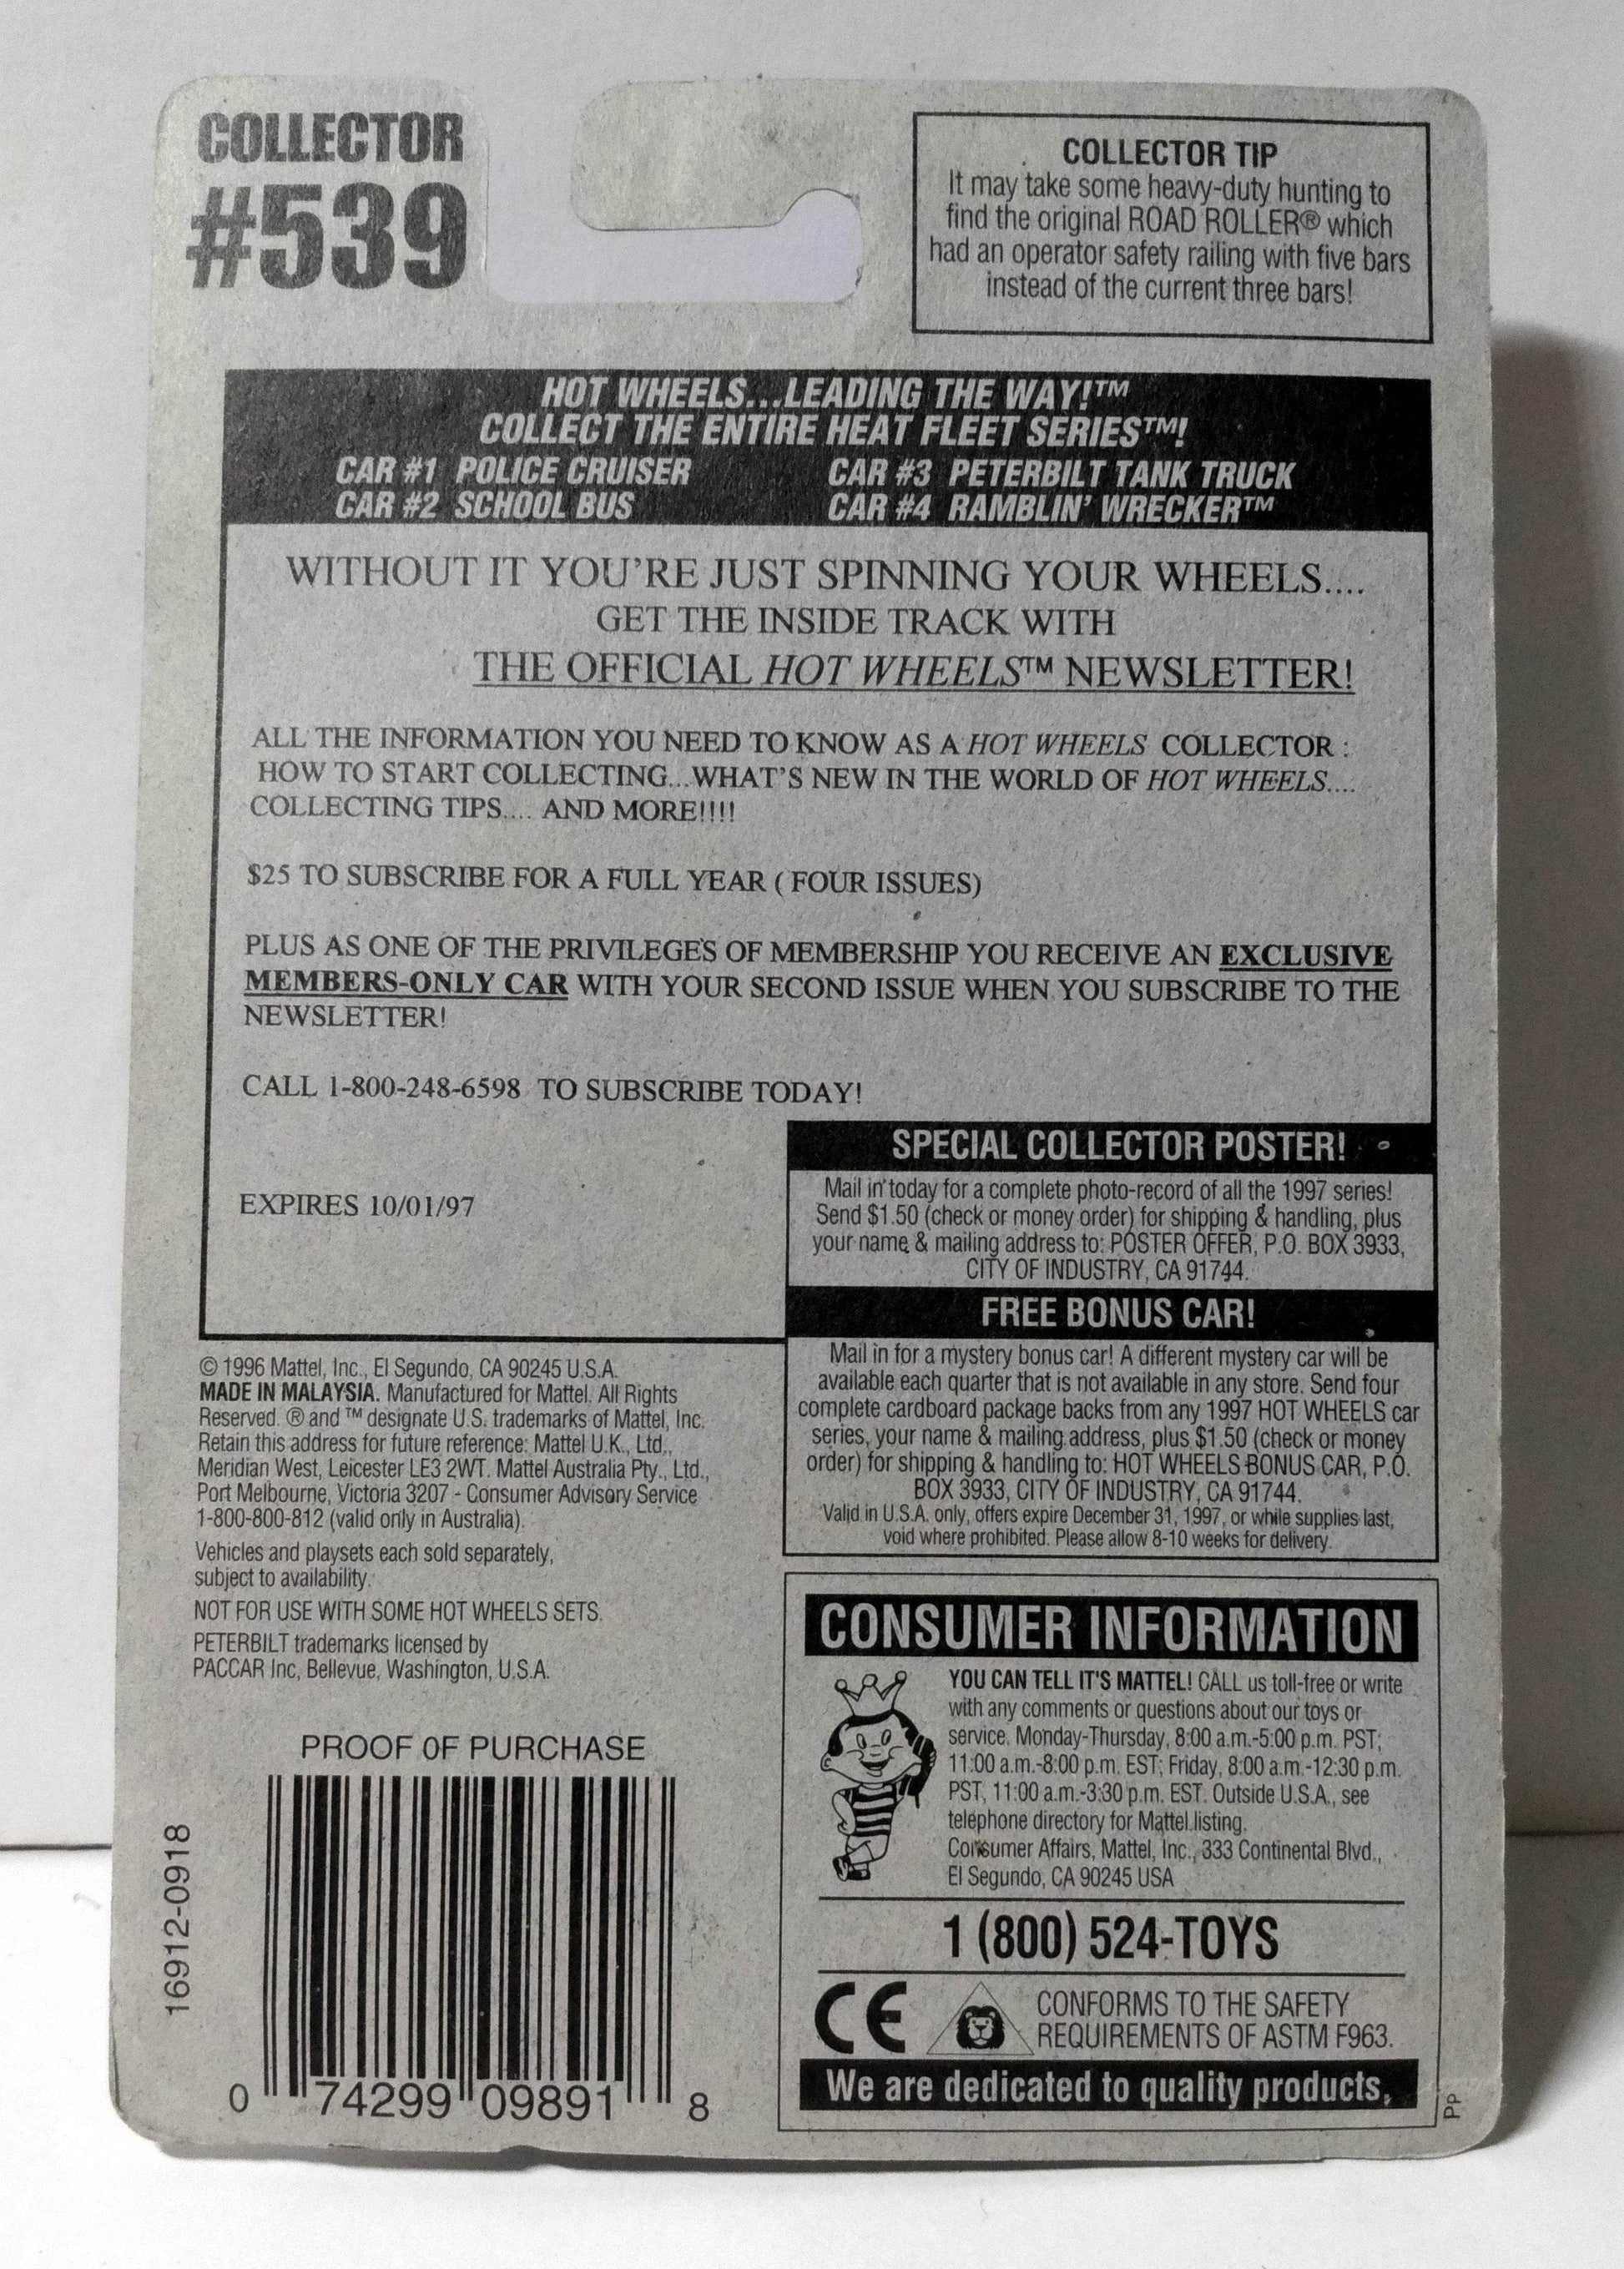 COLLECTOR
#539
COLLECTOR TIP
It may take some heavy-duty hunting to
find the original ROAD ROLLER® which
had an operator safety railing with five bars
instead of the current three bars!
HOT WHEELS...LEADING THE WAY!™
COLLECT THE ENTIRE HEAT FLEET SERIES™!
CAR #1 POLICE CRUISER
CAR #2 SCHOOL BUS
CAR #3 PETERBILT TANK TRUCK
CAR #4 RAMBLIN' WRECKER™
WITHOUT IT YOU'RE JUST SPINNING YOUR WHEELS....
GET THE INSIDE TRACK WITH
THE OFFICIAL HOT WHEELS™ NEWSLETTER!
ALL THE INFORMATION YOU NEED TO KNOW AS A HOT WHEELS COLLECTOR :
HOW TO START COLLECTING...WHAT'S NEW IN THE WORLD OF HOT WHEELS....
COLLECTING TIPS.... AND MORE!!!!
$25 TO SUBSCRIBE FOR A FULL YEAR ( FOUR ISSUES)
PLUS AS ONE OF THE PRIVILEGES OF MEMBERSHIP YOU RECEIVE AN EXCLUSIVE
MEMBERS-ONLY CAR WITH YOUR SECOND ISSUE WHEN YOU SUBSCRIBE TO THE
NEWSLETTER!
CALL 1-800-248-6598 TO SUBSCRIBE TODAY!
EXPIRES 10/01/97
SPECIAL COLLECTOR POSTER!
Mail in today for a complete photo-record of all the 1997 series!
Send $1.50 (check or money order) for shipping & handling, plus
your name & mailing address to: POSTER OFFER, P.O. BOX 3933,
CITY OF INDUSTRY, CA 91744.
FREE BONUS CAR!
Mail in for a mystery bonus car! A different mystery car will be
available each quarter that is not available in any store. Send four
complete cardboard package backs from any 1997 HOT WHEELS car
series, your name & mailing address, plus $1.50 (check or money
order) for shipping & handling to: HOT WHEELS BONUS CAR, P.O.
BOX 3933, CITY OF INDUSTRY, CA 91744.
Valid in U.S.A. only, offers expire December 31, 1997, or while supplies last,
void where prohibited. Please allow 8-10 weeks for delivery.
© 1996 Mattel, Inc., El Segundo, CA 90245 U.S.A.
MADE IN MALAYSIA. Manufactured for Mattel. All Rights
Reserved. ® and ™ designate U.S. trademarks of Mattel, Inc.
Retain this address for future reference: Mattel U.K., Ltd.,
Meridian West, Leicester LE3 2WT. Mattel Australia Pty., Ltd.,
Port Melbourne, Victoria 3207 - Consumer Advisory Service
1-800-800-812 (valid only in Australia).
Vehicles and playsets each sold separately,
subject to availability.
NOT FOR USE WITH SOME HOT WHEELS SETS.
PETERBILT trademarks licensed by
PACCAR Inc, Bellevue, Washington, U.S.A.
PROOF OF PURCHASE
16912-0918
0 74299 09891 8
CONSUMER INFORMATION
YOU CAN TELL IT'S MATTEL! CALL us toll-free or write
with any comments or questions about our toys or
service. Monday-Thursday, 8:00 a.m.-5:00 p.m. PST;
11:00 a.m.-8:00 p.m. EST; Friday, 8:00 a.m.-12:30 p.m.
PST, 11:00 a.m.-3:30 p.m. EST. Outside U.S.A., see
telephone directory for Mattel listing.
Consumer Affairs, Mattel, Inc., 333 Continental Blvd.,
El Segundo, CA 90245 USA
1 (800) 524-TOYS
CE
CONFORMS TO THE SAFETY
REQUIREMENTS OF ASTM F963.
We are dedicated to quality products.
PP